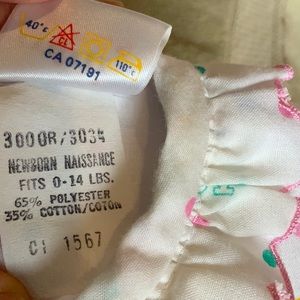 40°C CL 110°C
CA 07191
3000R/3034
NEWBORN NAISSANCE
FITS 0-14 LBS.
65% POLYESTER
35% COTTON/COTON
CI 1567